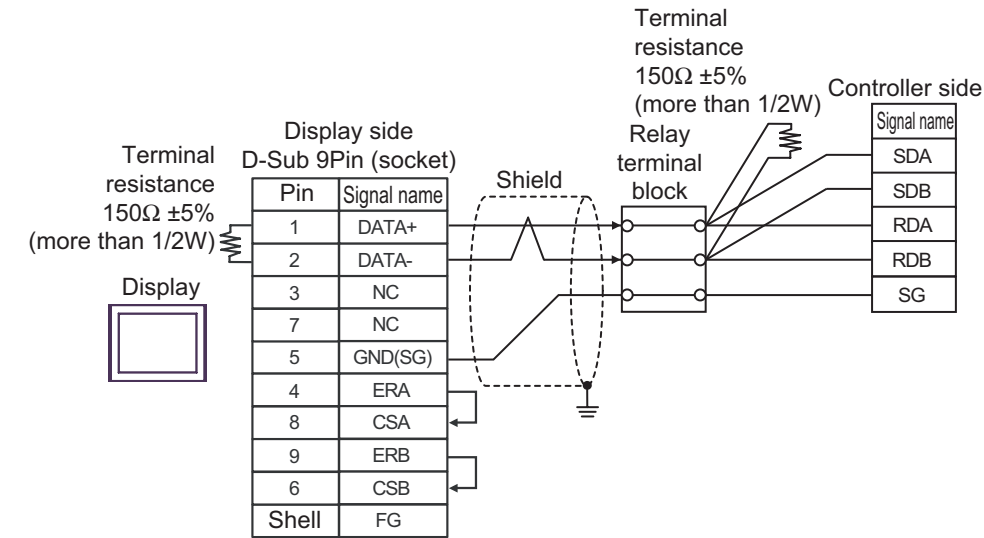 Terminal
resistance
150Ω ±5%
(more than 1/2W)
Controller side
Signal name
SDA
SDB
RDA
RDB
SG
Relay
terminal
block
Shield
Display side
D-Sub 9Pin (socket)
Terminal
resistance
150Ω ±5%
(more than 1/2W)
Display
Pin Signal name
1 DATA+
2 DATA-
3 NC
7 NC
5 GND(SG)
4 ERA
8 CSA
9 ERB
6 CSB
Shell FG